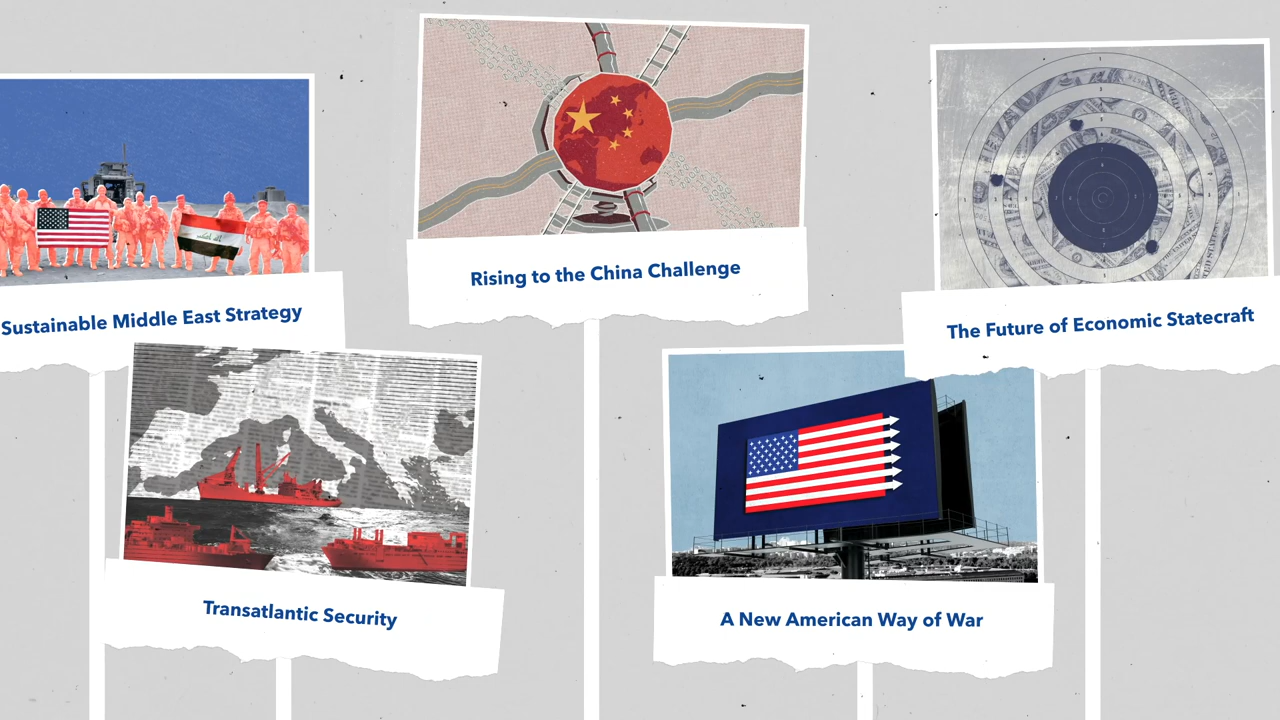 Rising to the China Challenge
Sustainable Middle East Strategy
The Future of Economic Statecraft
Transatlantic Security
A New American Way of War